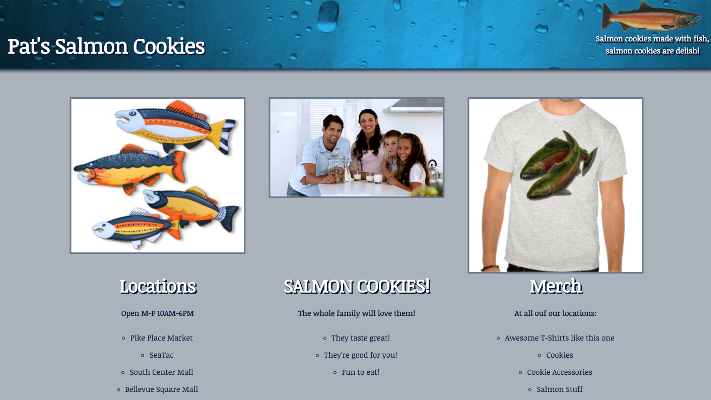 Pat's Salmon Cookies
Salmon cookies made with fish,
salmon cookies are delish!
Locations
Open M-F 10AM-6PM
Pike Place Market
SeaTac
South Center Mall
Bellevue Square Mall
SALMON COOKIES!
The whole family will love them!
They taste great!
They're good for you!
Fun to eat!
Merch
At all ouf our locations:
Awesome T-Shirts like this one
Cookies
Cookie Accessories
Salmon Stuff